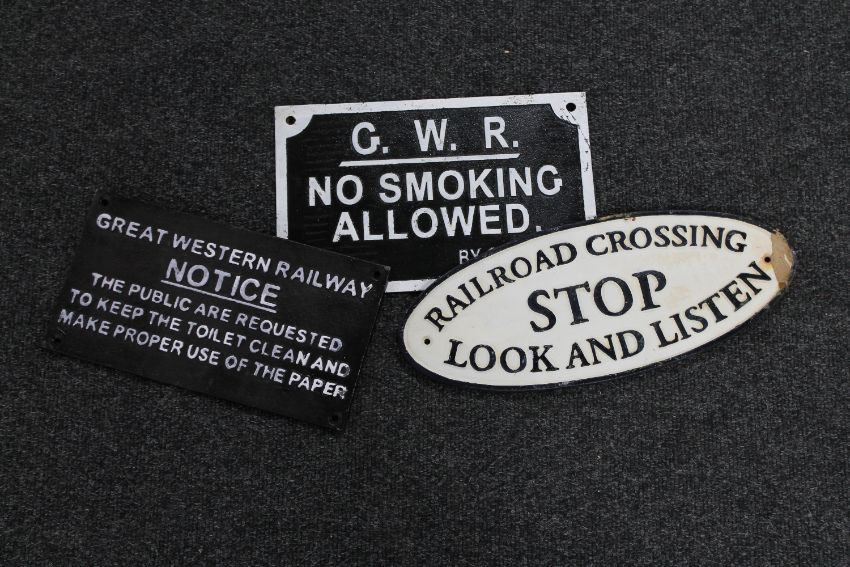 G. W. R.
NO SMOKING
ALLOWED.
BY
GREAT WESTERN RAILWAY
NOTICE
THE PUBLIC ARE REQUESTED
TO KEEP THE TOILET CLEAN AND
MAKE PROPER USE OF THE PAPER
RAILROAD CROSSING
STOP
LOOK AND LISTEN